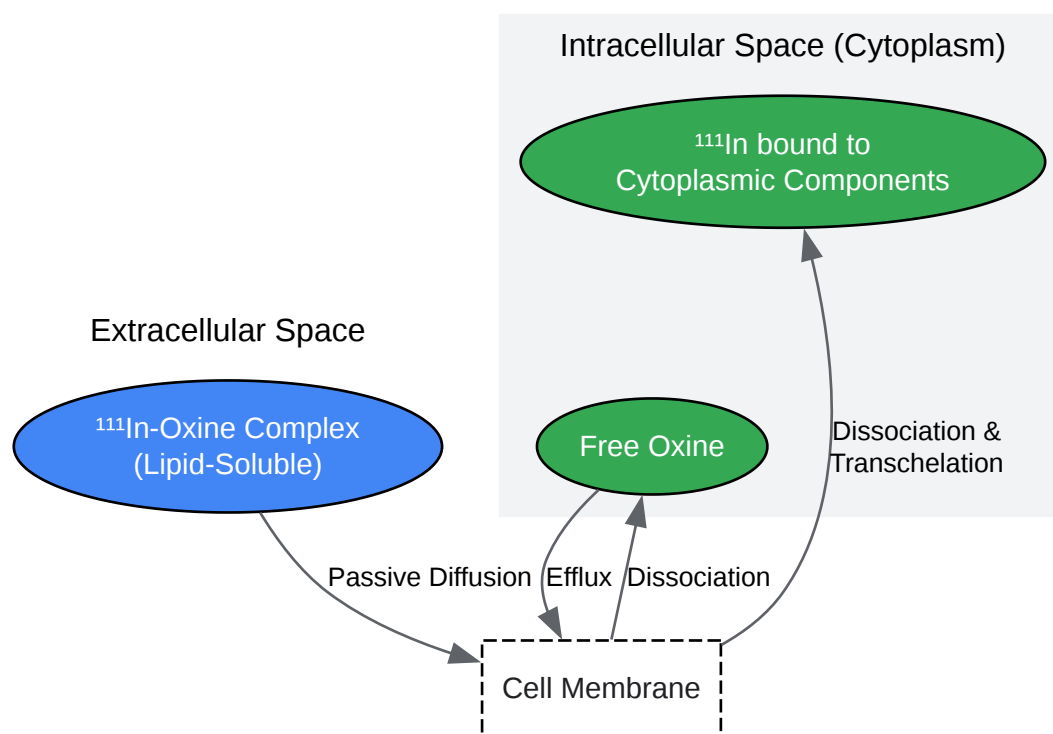 Intracellular Space (Cytoplasm)
¹¹¹In bound to
Cytoplasmic Components
Extracellular Space
¹¹¹In-Oxine Complex
(Lipid-Soluble)
Free Oxine
Dissociation &
Transchelation
Passive Diffusion
Efflux
Dissociation
Cell Membrane